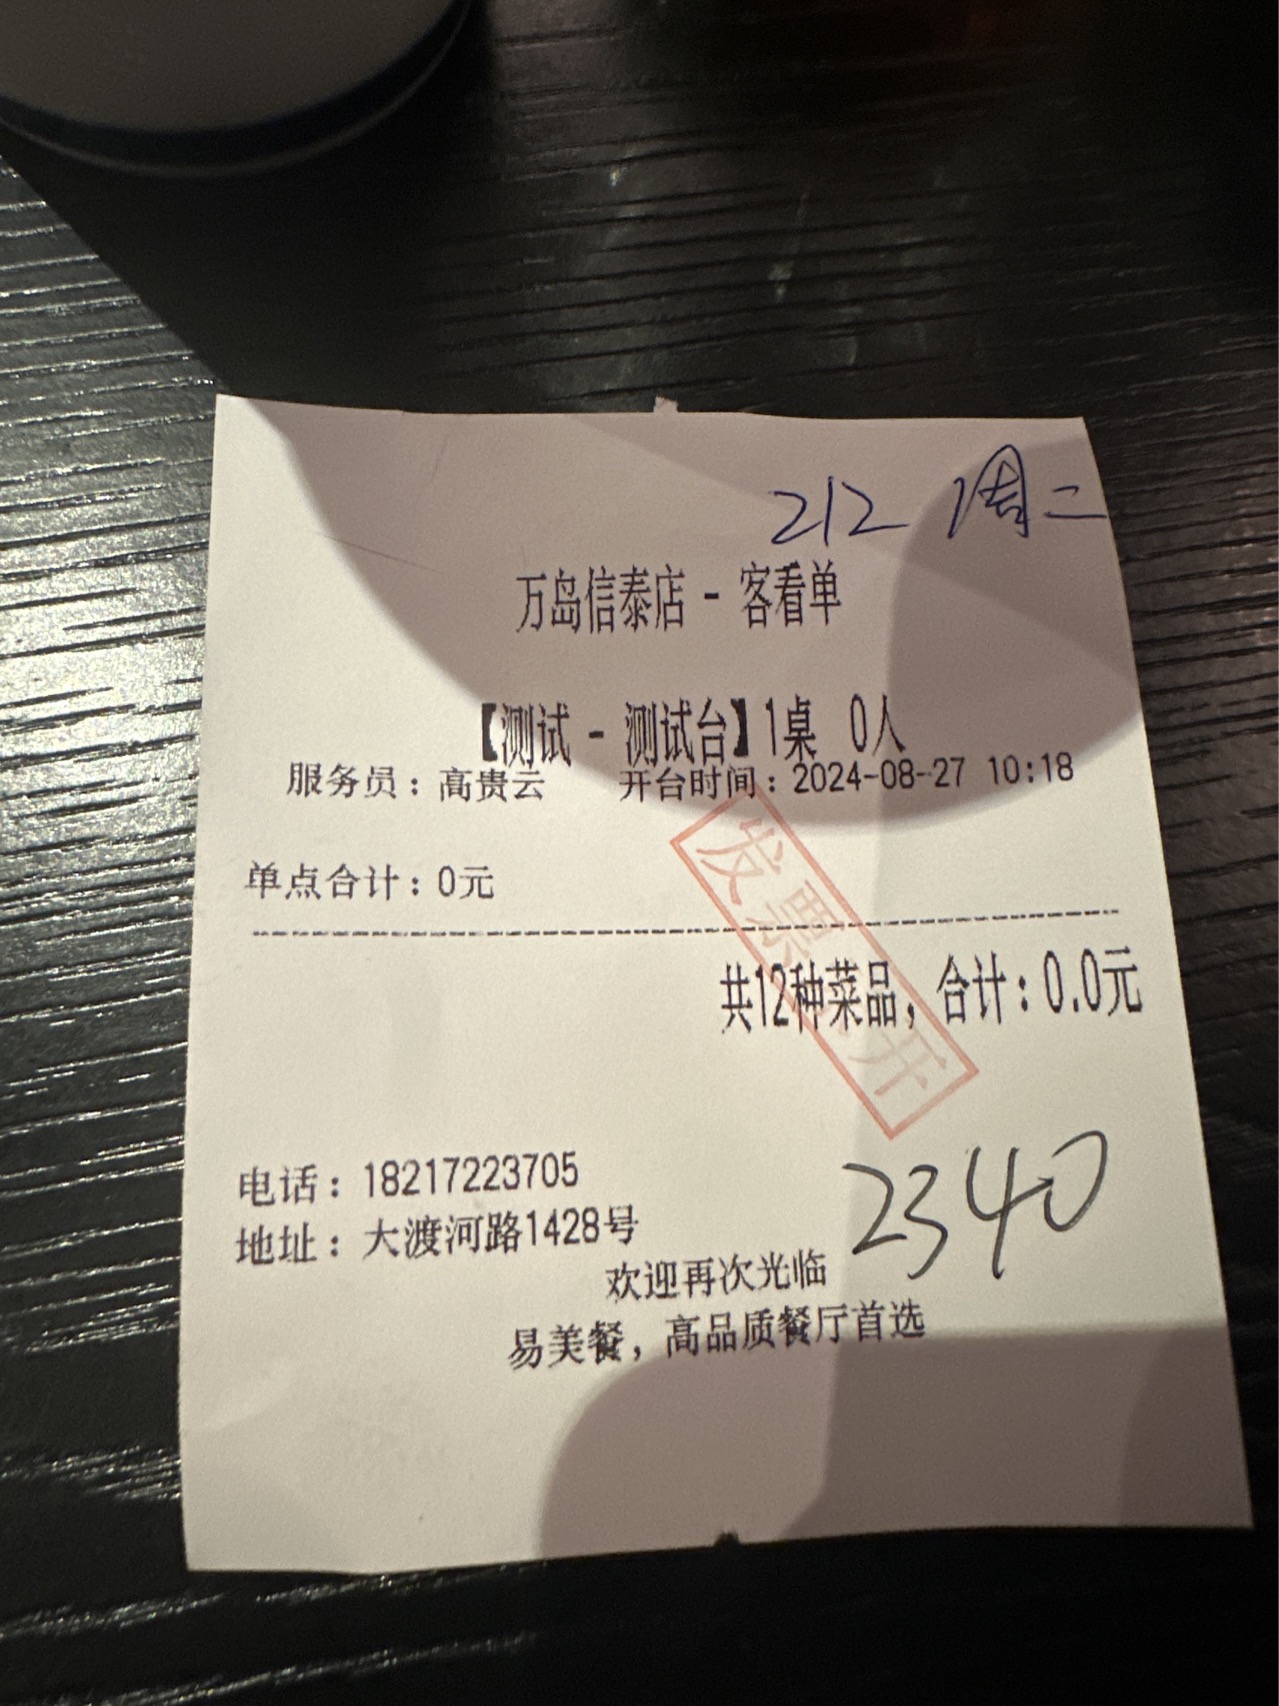 212 周二
万岛信泰店 - 客看单
【测试 - 测试台】1桌 0人
服务员：高贵云 开台时间：2024-08-27 10:18
单点合计：0元
发票 开
共12种菜品，合计：0.0元
电话：18217223705
2340
地址：大渡河路1428号
欢迎再次光临
易美餐，高品质餐厅首选